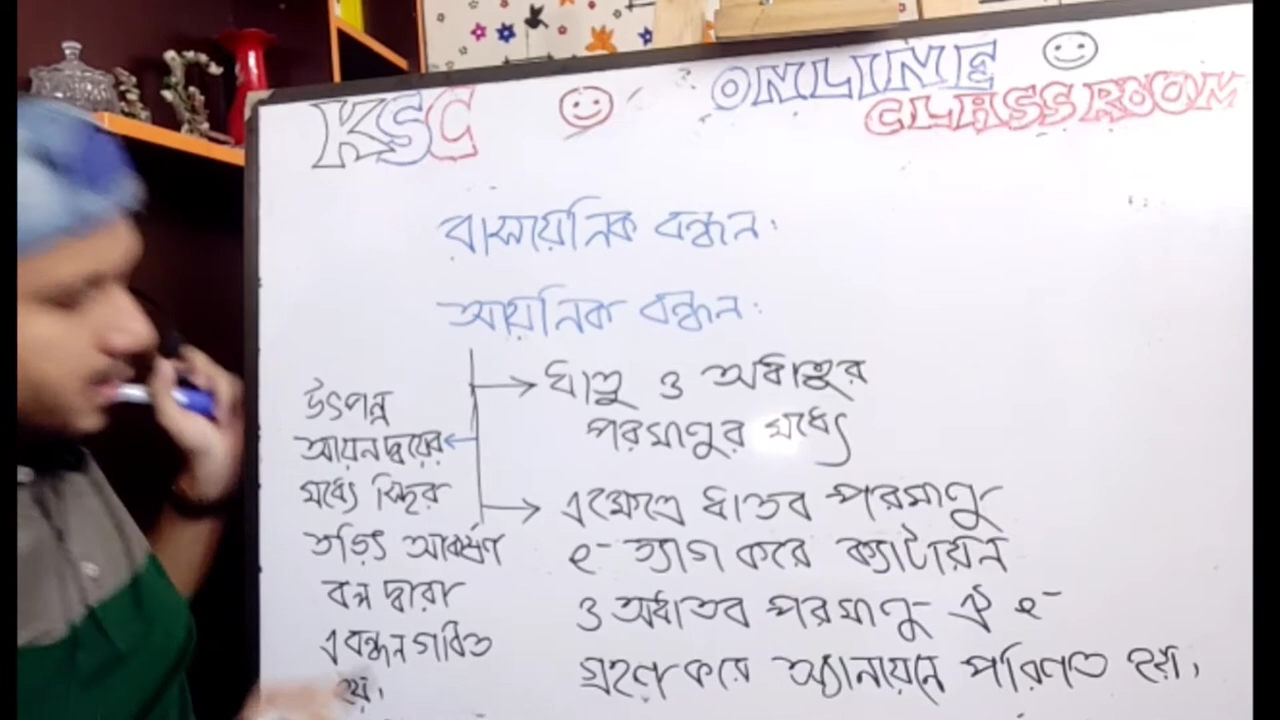 KSC
ONLINE
CLASSROOM
রাসায়েনিক বন্ধন:
আয়নিক বন্ধন:
ধাতু ও অধাতুর
পরমাণুর মধ্যে
এক্ষেত্রে ধাতব পরমাণু
e⁻ ত্যাগ করে ক্যাটায়ন
ও অধাতব পরমাণু ঐ e⁻
গ্রহণ করে অ্যানায়নে পরিণত হয়।
উৎপন্ন
আয়নদ্বয়ের
মধ্যে স্থির
তড়িৎ আকর্ষণ
বল দ্বারা
এ বন্ধন গঠিত
হয়।